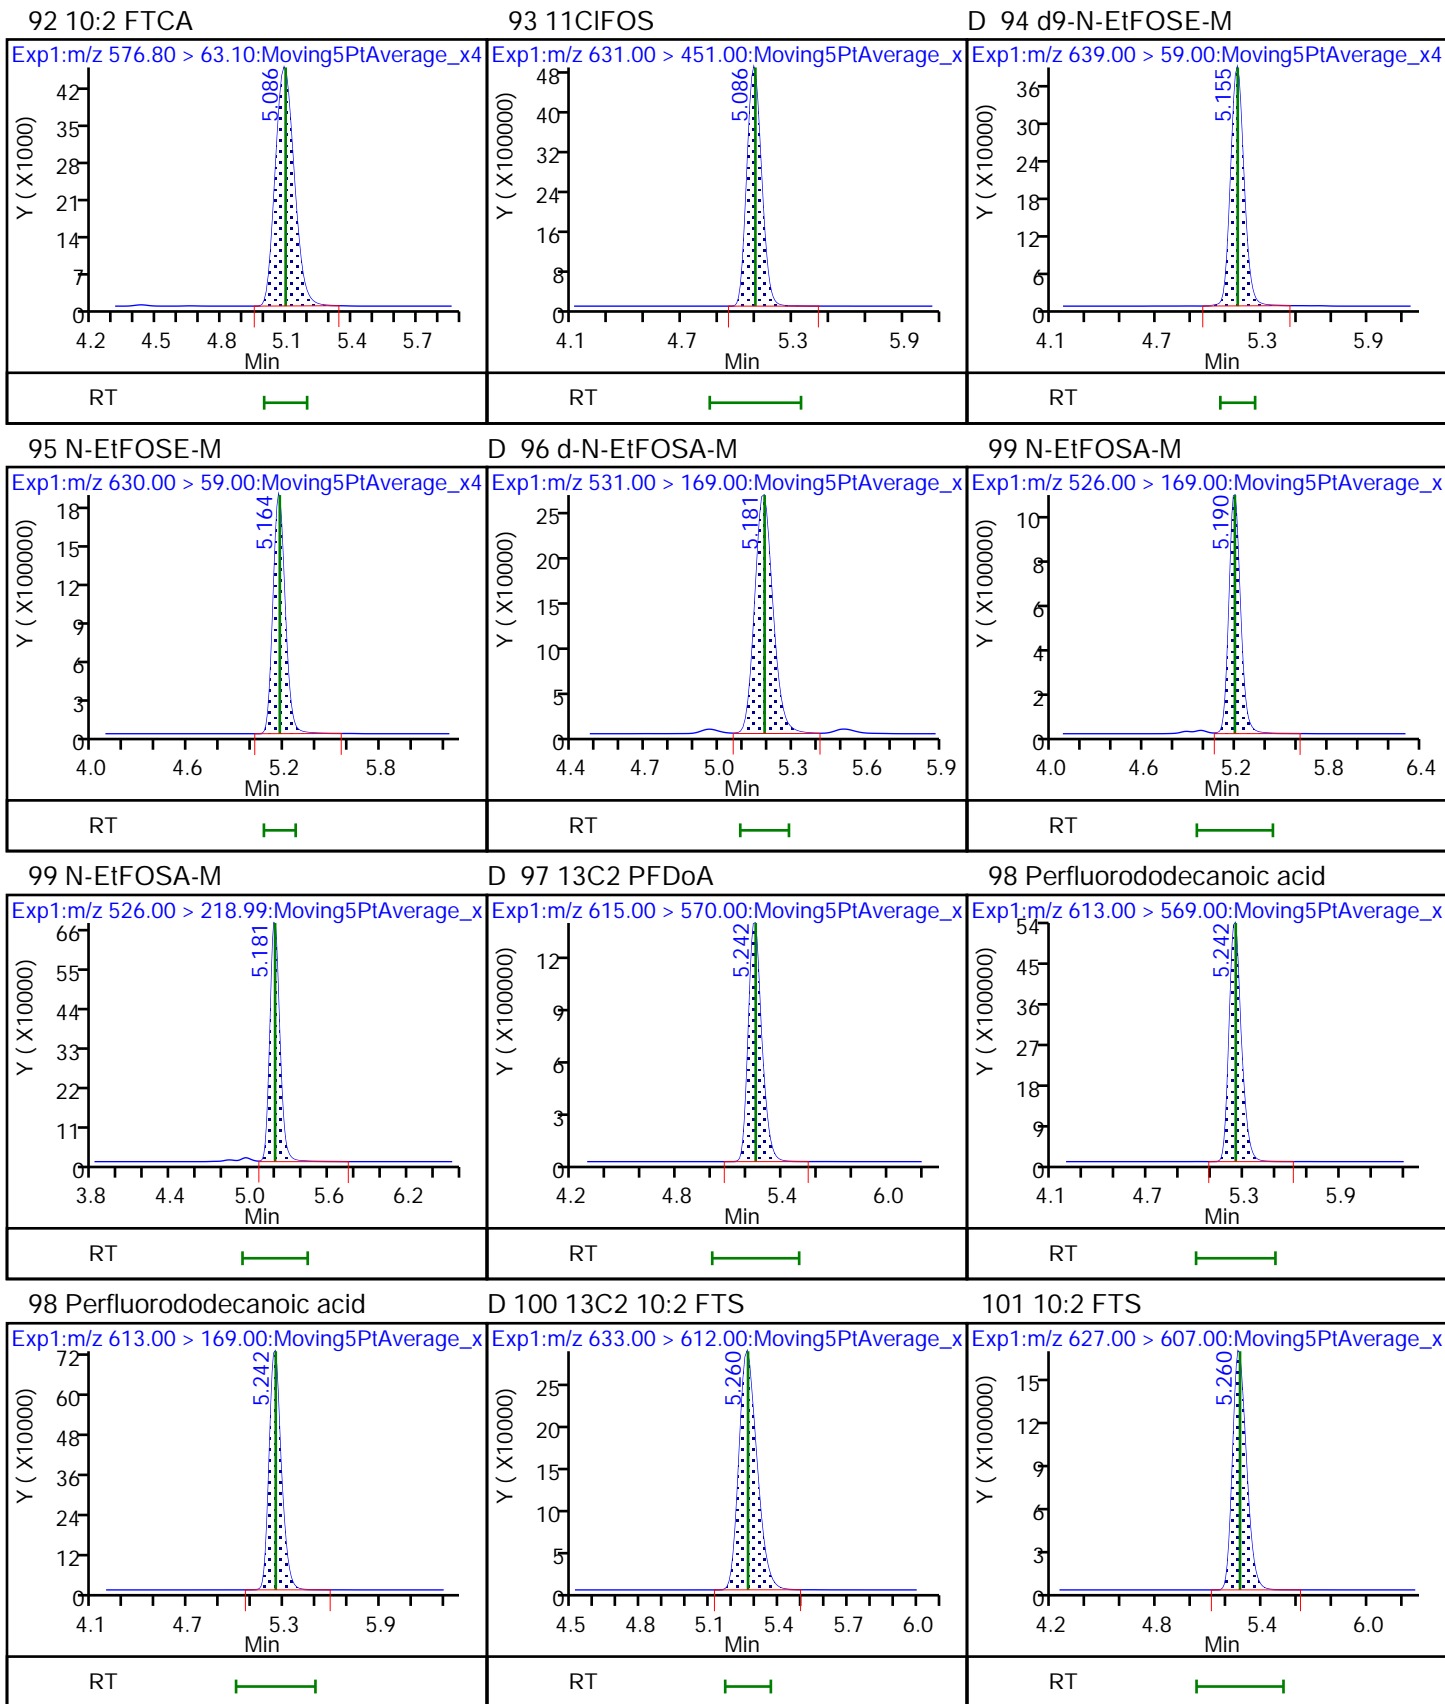 92 10:2 FTCA
Exp1:m/z 576.80 > 63.10:Moving5PtAverage_x4
Y ( X10000)
42
35
28
21
14
7
0
5.086
4.2 4.5 4.8 5.1 5.4 5.7
Min
RT
93 11ClFOS
Exp1:m/z 631.00 > 451.00:Moving5PtAverage_x
Y ( X100000)
48
40
32
24
16
8
0
5.086
4.1 4.7 5.3 5.9
Min
RT
D 94 d9-N-EtFOSE-M
Exp1:m/z 639.00 > 59.00:Moving5PtAverage_x4
Y ( X10000)
36
30
24
18
12
6
0
5.155
4.1 4.7 5.3 5.9
Min
RT
95 N-EtFOSE-M
Exp1:m/z 630.00 > 59.00:Moving5PtAverage_x4
Y ( X100000)
18
15
12
9
6
3
0
5.164
4.0 4.6 5.2 5.8
Min
RT
D 96 d-N-EtFOSA-M
Exp1:m/z 531.00 > 169.00:Moving5PtAverage_x
Y ( X10000)
25
20
15
10
5
0
5.181
4.4 4.7 5.0 5.3 5.6 5.9
Min
RT
99 N-EtFOSA-M
Exp1:m/z 526.00 > 169.00:Moving5PtAverage_x
Y ( X100000)
10
8
6
4
2
0
5.190
4.0 4.6 5.2 5.8 6.4
Min
RT
99 N-EtFOSA-M
Exp1:m/z 526.00 > 218.99:Moving5PtAverage_x
Y ( X10000)
66
55
44
33
22
11
0
5.181
3.8 4.4 5.0 5.6 6.2
Min
RT
D 97 13C2 PFDoA
Exp1:m/z 615.00 > 570.00:Moving5PtAverage_x
Y ( X100000)
12
9
6
3
0
5.242
4.2 4.8 5.4 6.0
Min
RT
98 Perfluorododecanoic acid
Exp1:m/z 613.00 > 569.00:Moving5PtAverage_x
Y ( X100000)
54
45
36
27
18
9
0
5.242
4.1 4.7 5.3 5.9
Min
RT
98 Perfluorododecanoic acid
Exp1:m/z 613.00 > 169.00:Moving5PtAverage_x
Y ( X10000)
72
60
48
36
24
12
0
5.242
4.1 4.7 5.3 5.9
Min
RT
D 100 13C2 10:2 FTS
Exp1:m/z 633.00 > 612.00:Moving5PtAverage_x
Y ( X10000)
25
20
15
10
5
0
5.260
4.5 4.8 5.1 5.4 5.7 6.0
Min
RT
101 10:2 FTS
Exp1:m/z 627.00 > 607.00:Moving5PtAverage_x
Y ( X100000)
15
12
9
6
3
0
5.260
4.2 4.8 5.4 6.0
Min
RT